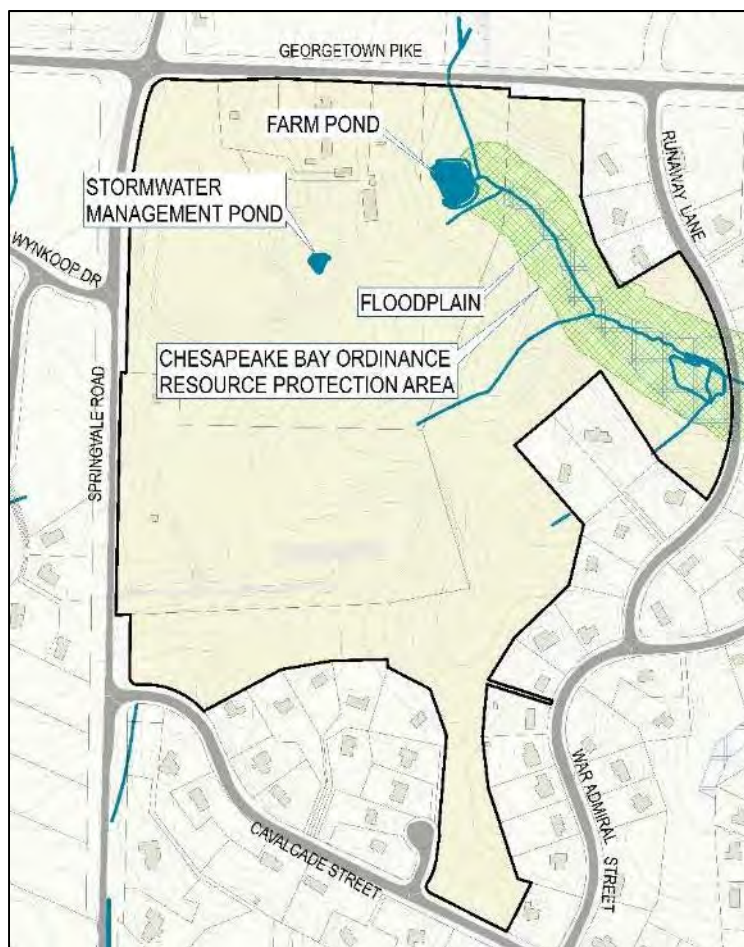 GEORGETOWN PIKE
FARM POND
RUNAWAY LANE
STORMWATER
MANAGEMENT POND
WYNKOOP DR
FLOODPLAIN
CHESAPEAKE BAY ORDINANCE
RESOURCE PROTECTION AREA
SPRINGVALE ROAD
WAR ADMIRAL STREET
CAVALCADE STREET